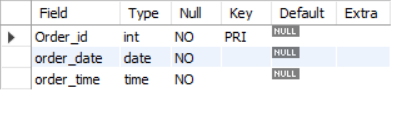 Field Type Null Key Default Extra
Order_id int NO PRI NULL
order_date date NO NULL
order_time time NO NULL